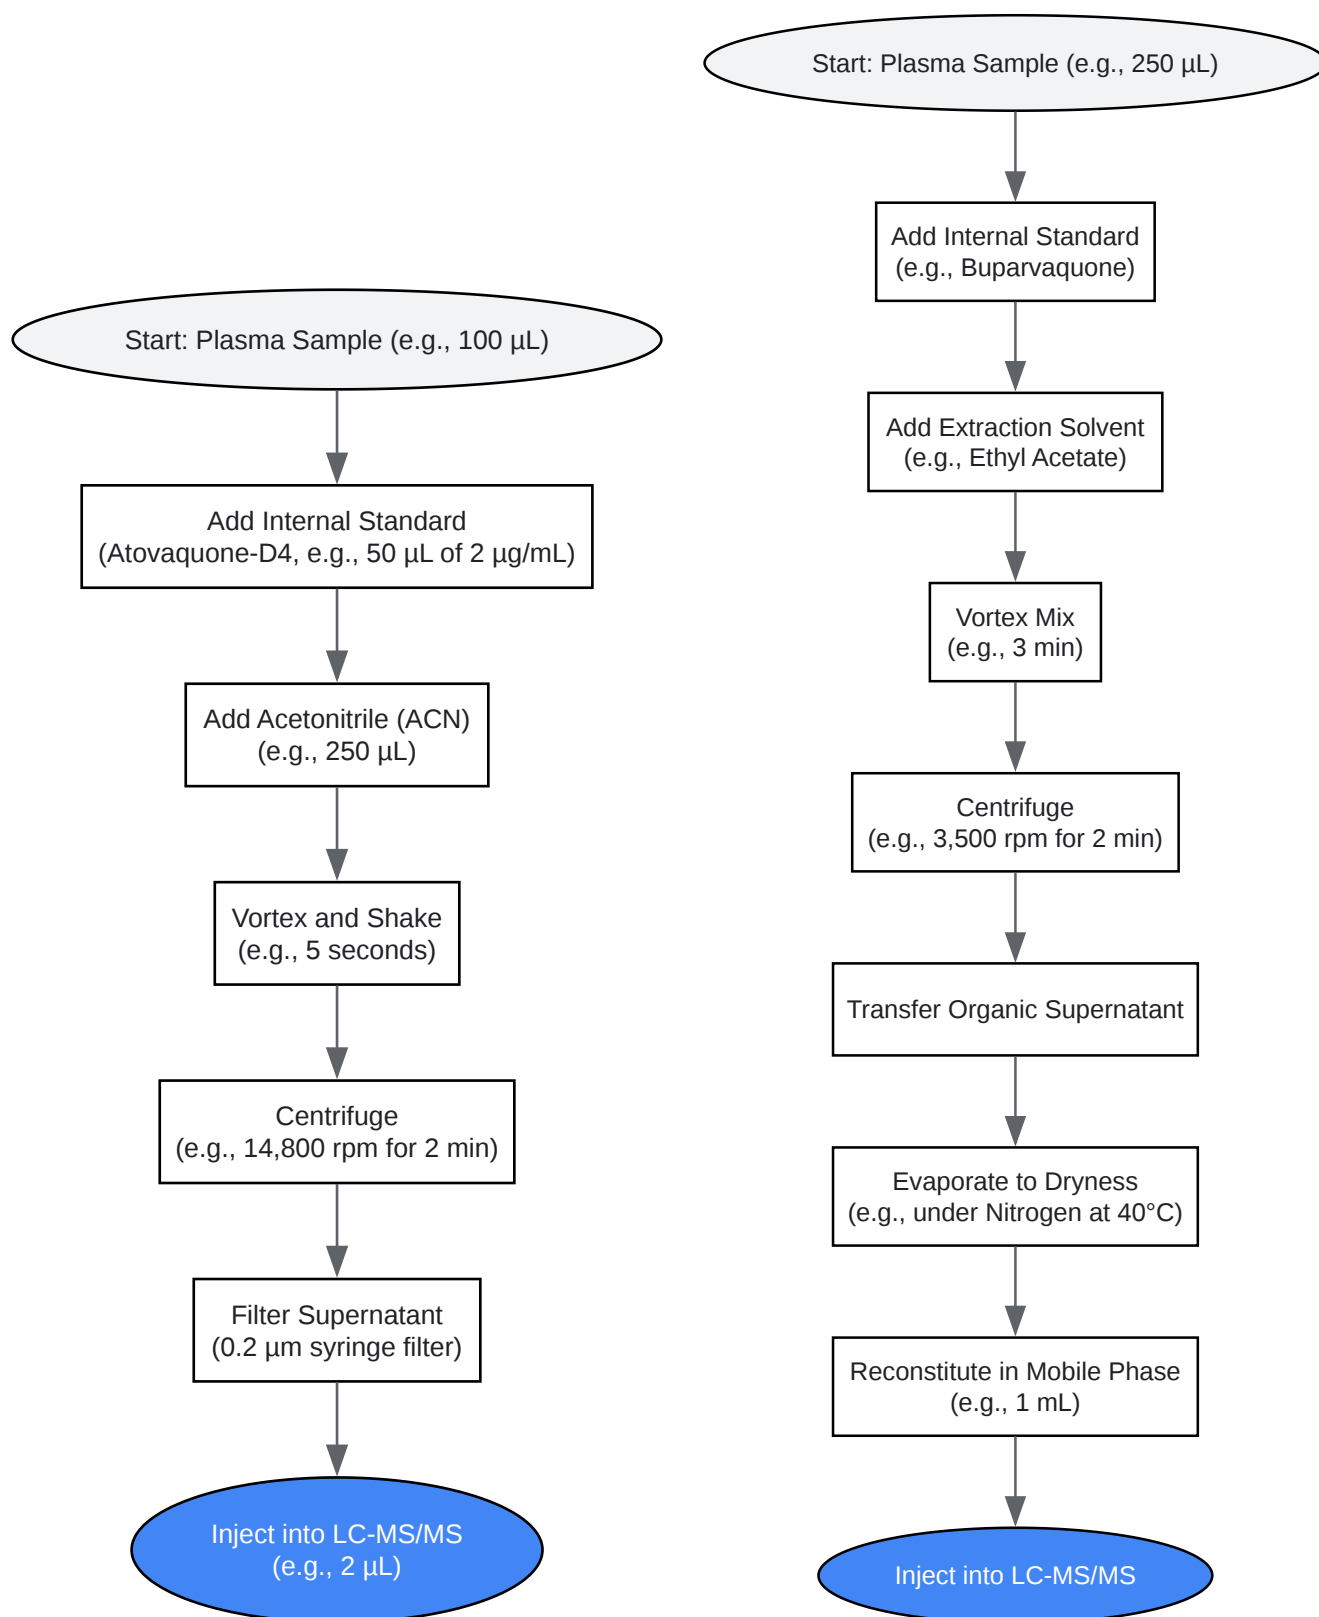 Start: Plasma Sample (e.g., 100 µL)
Add Internal Standard
(Atovaquone-D4, e.g., 50 µL of 2 µg/mL)
Add Acetonitrile (ACN)
(e.g., 250 µL)
Vortex and Shake
(e.g., 5 seconds)
Centrifuge
(e.g., 14,800 rpm for 2 min)
Filter Supernatant
(0.2 µm syringe filter)
Inject into LC-MS/MS
(e.g., 2 µL)
Start: Plasma Sample (e.g., 250 µL)
Add Internal Standard
(e.g., Buparvaquone)
Add Extraction Solvent
(e.g., Ethyl Acetate)
Vortex Mix
(e.g., 3 min)
Centrifuge
(e.g., 3,500 rpm for 2 min)
Transfer Organic Supernatant
Evaporate to Dryness
(e.g., under Nitrogen at 40°C)
Reconstitute in Mobile Phase
(e.g., 1 mL)
Inject into LC-MS/MS